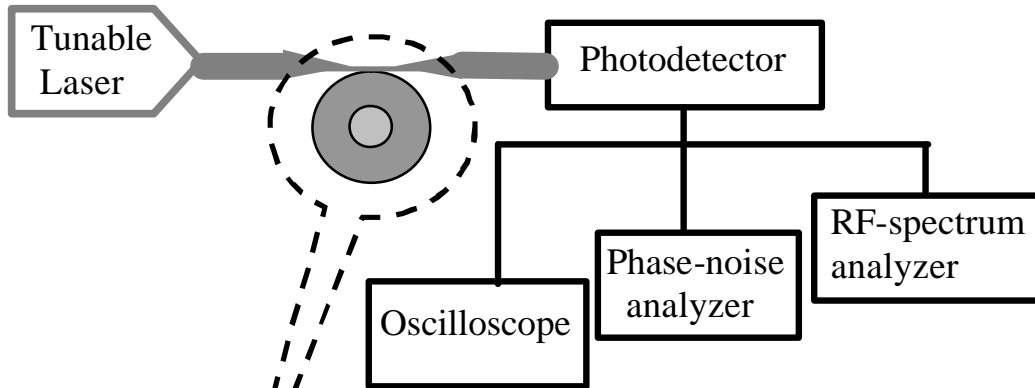 Tunable
Laser
Photodetector
RF-spectrum
analyzer
Phase-noise
analyzer
Oscilloscope